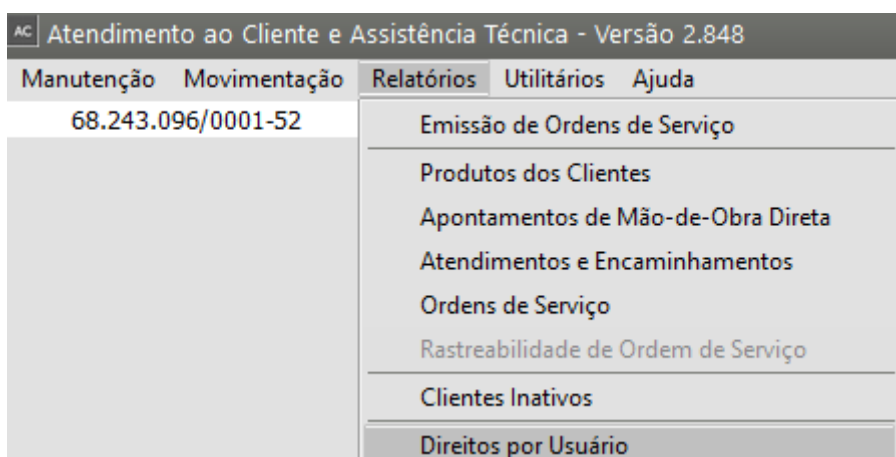 AC Atendimento ao Cliente e Assistência Técnica - Versão 2.848
Manutenção Movimentação Relatórios Utilitários Ajuda
68.243.096/0001-52
Emissão de Ordens de Serviço
Produtos dos Clientes
Apontamentos de Mão-de-Obra Direta
Atendimentos e Encaminhamentos
Ordens de Serviço
Rastreabilidade de Ordem de Serviço
Clientes Inativos
Direitos por Usuário